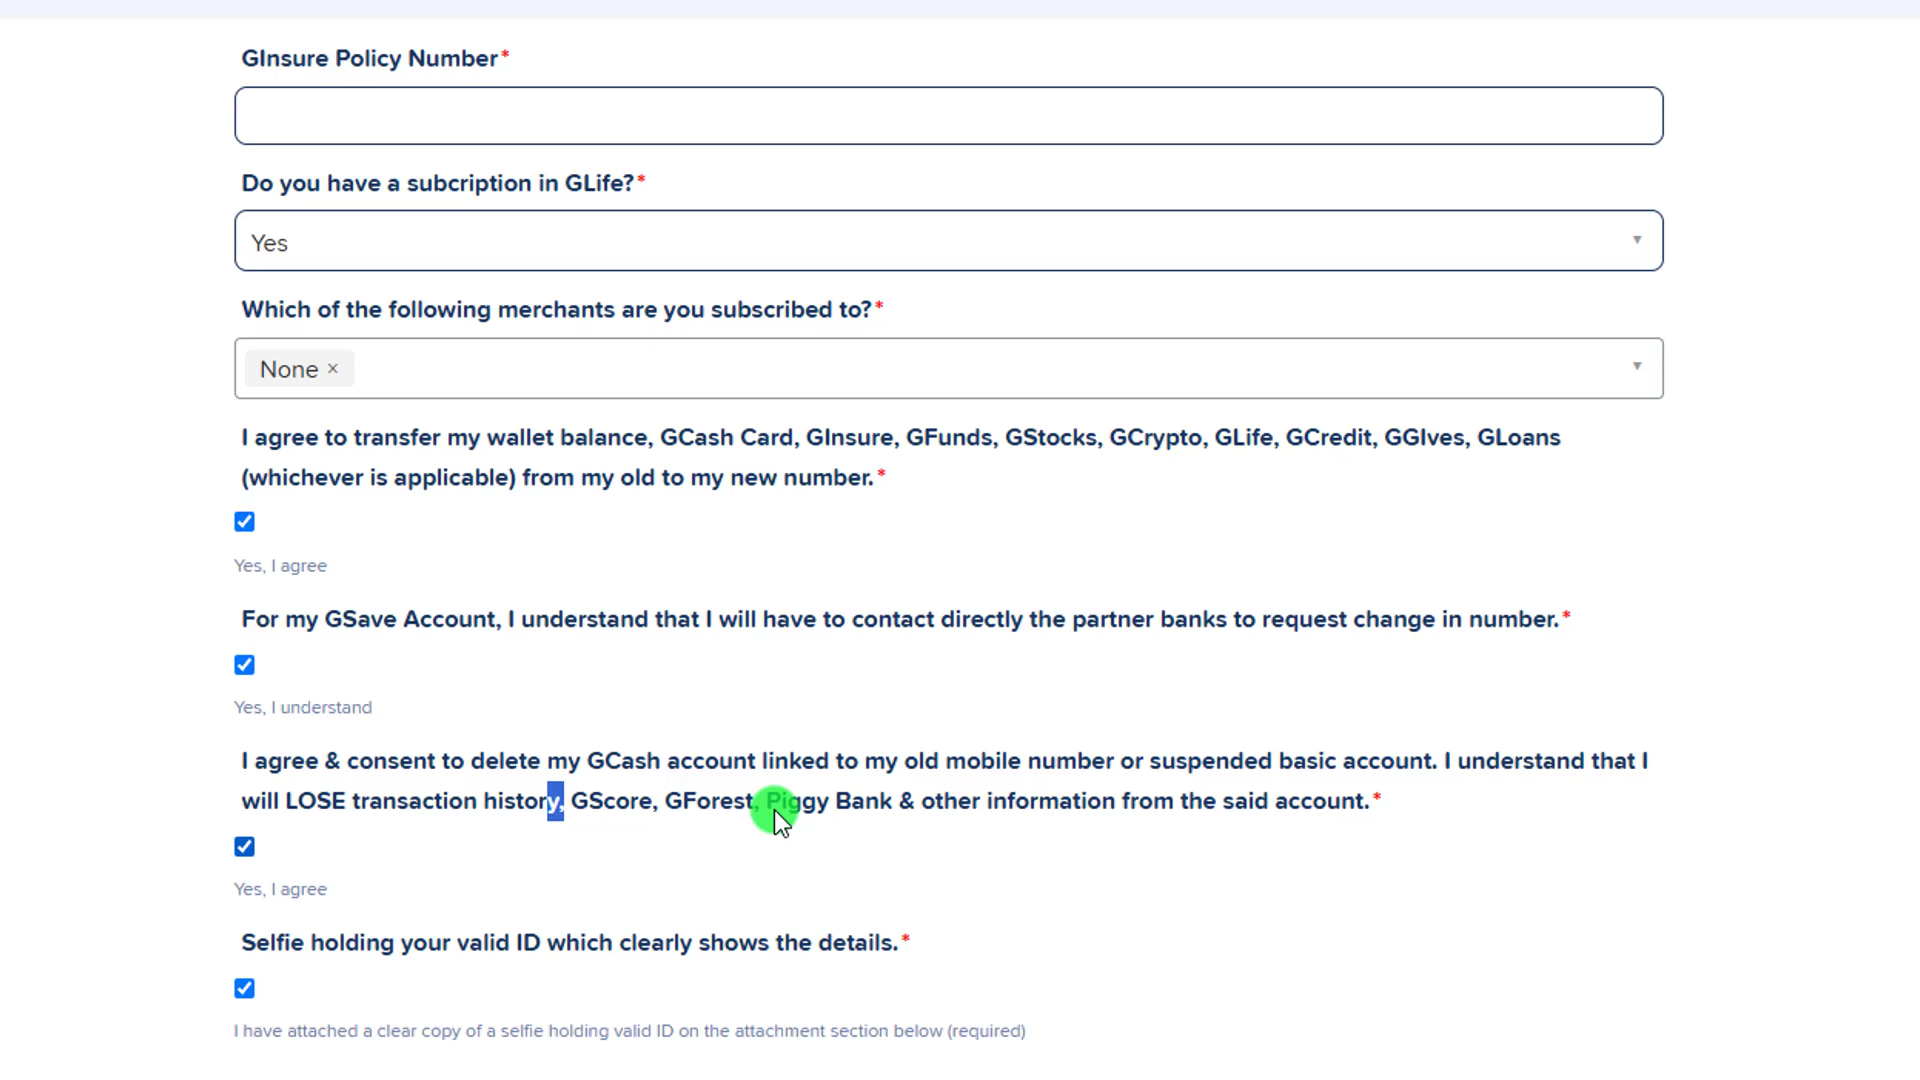 GInsure Policy Number*
Do you have a subcription in GLife?*
Yes
Which of the following merchants are you subscribed to?*
None ×
I agree to transfer my wallet balance, GCash Card, GInsure, GFunds, GStocks, GCrypto, GLife, GCredit, GGIves, GLoans
(whichever is applicable) from my old to my new number.*
Yes, I agree
For my GSave Account, I understand that I will have to contact directly the partner banks to request change in number.*
Yes, I understand
I agree & consent to delete my GCash account linked to my old mobile number or suspended basic account. I understand that I
will LOSE transaction history, GScore, GForest, Piggy Bank & other information from the said account.*
Yes, I agree
Selfie holding your valid ID which clearly shows the details.*
I have attached a clear copy of a selfie holding valid ID on the attachment section below (required)